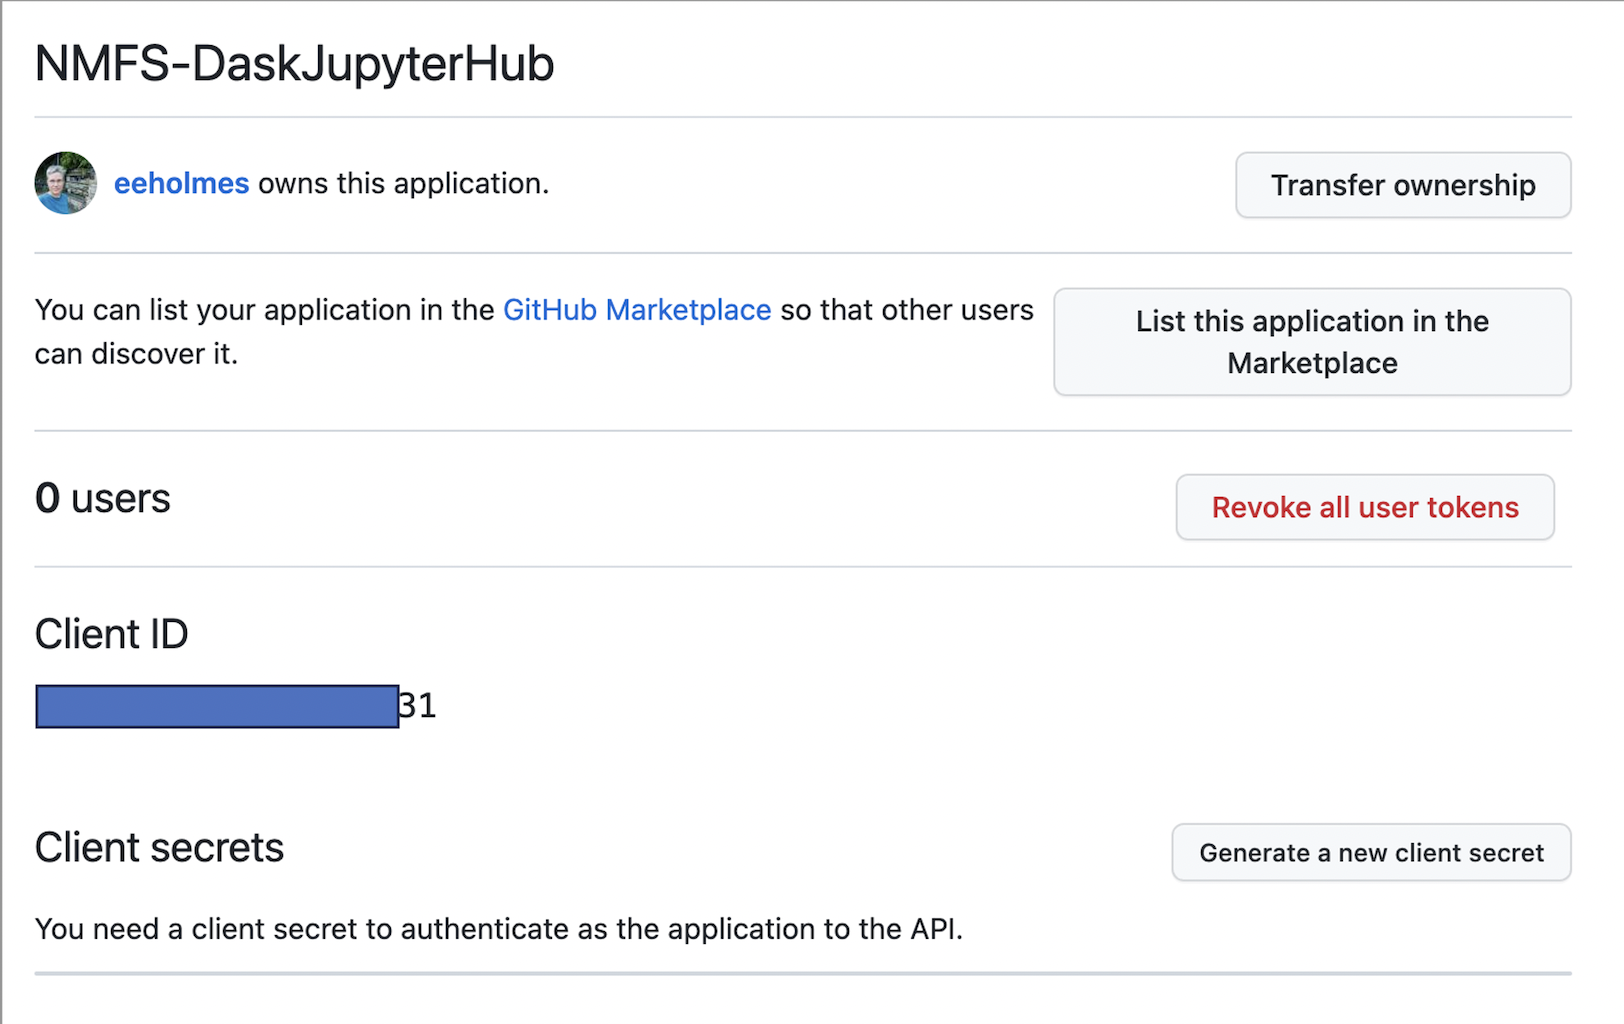 NMFS-DaskJupyterHub
eeholmes owns this application.
Transfer ownership
You can list your application in the GitHub Marketplace so that other users
can discover it.
List this application in the
Marketplace
0 users
Revoke all user tokens
Client ID
31
Client secrets
Generate a new client secret
You need a client secret to authenticate as the application to the API.